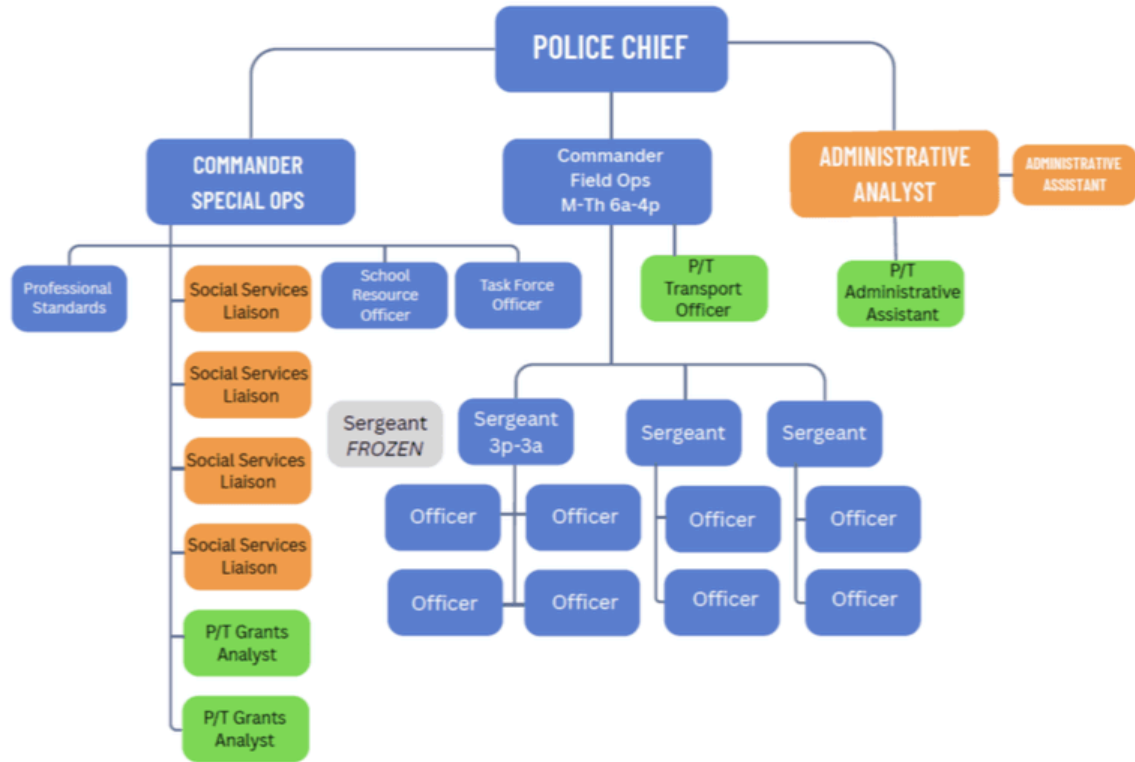 POLICE CHIEF
COMMANDER
SPECIAL OPS
Commander
Field Ops
M-Th 6a-4p
ADMINISTRATIVE
ANALYST
ADMINISTRATIVE
ASSISTANT
Professional
Standards
Social Services
Liaison
School
Resource
Officer
Task Force
Officer
P/T
Transport
Officer
P/T
Administrative
Assistant
Social Services
Liaison
Social Services
Liaison
Social Services
Liaison
P/T Grants
Analyst
P/T Grants
Analyst
Sergeant
FROZEN
Sergeant
3p-3a
Sergeant
Sergeant
Officer
Officer
Officer
Officer
Officer
Officer
Officer
Officer